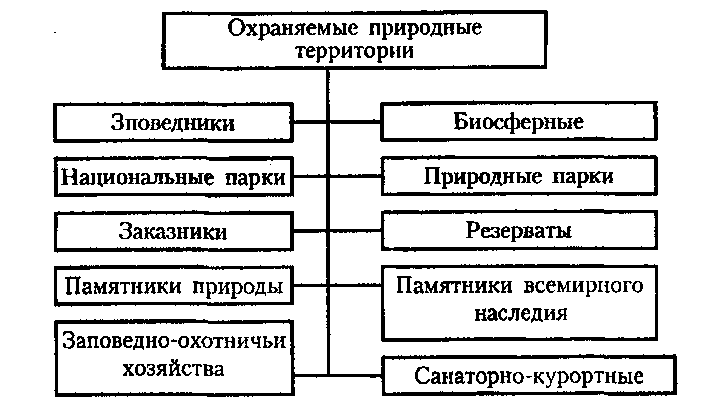 Охраняемые природные
территории
Зповедники
Биосферные
Национальные парки
Природные парки
Заказники
Резерваты
Памятники природы
Памятники всемирного
наследия
Заповедно-охотничьи
хозяйства
Санаторно-курортные